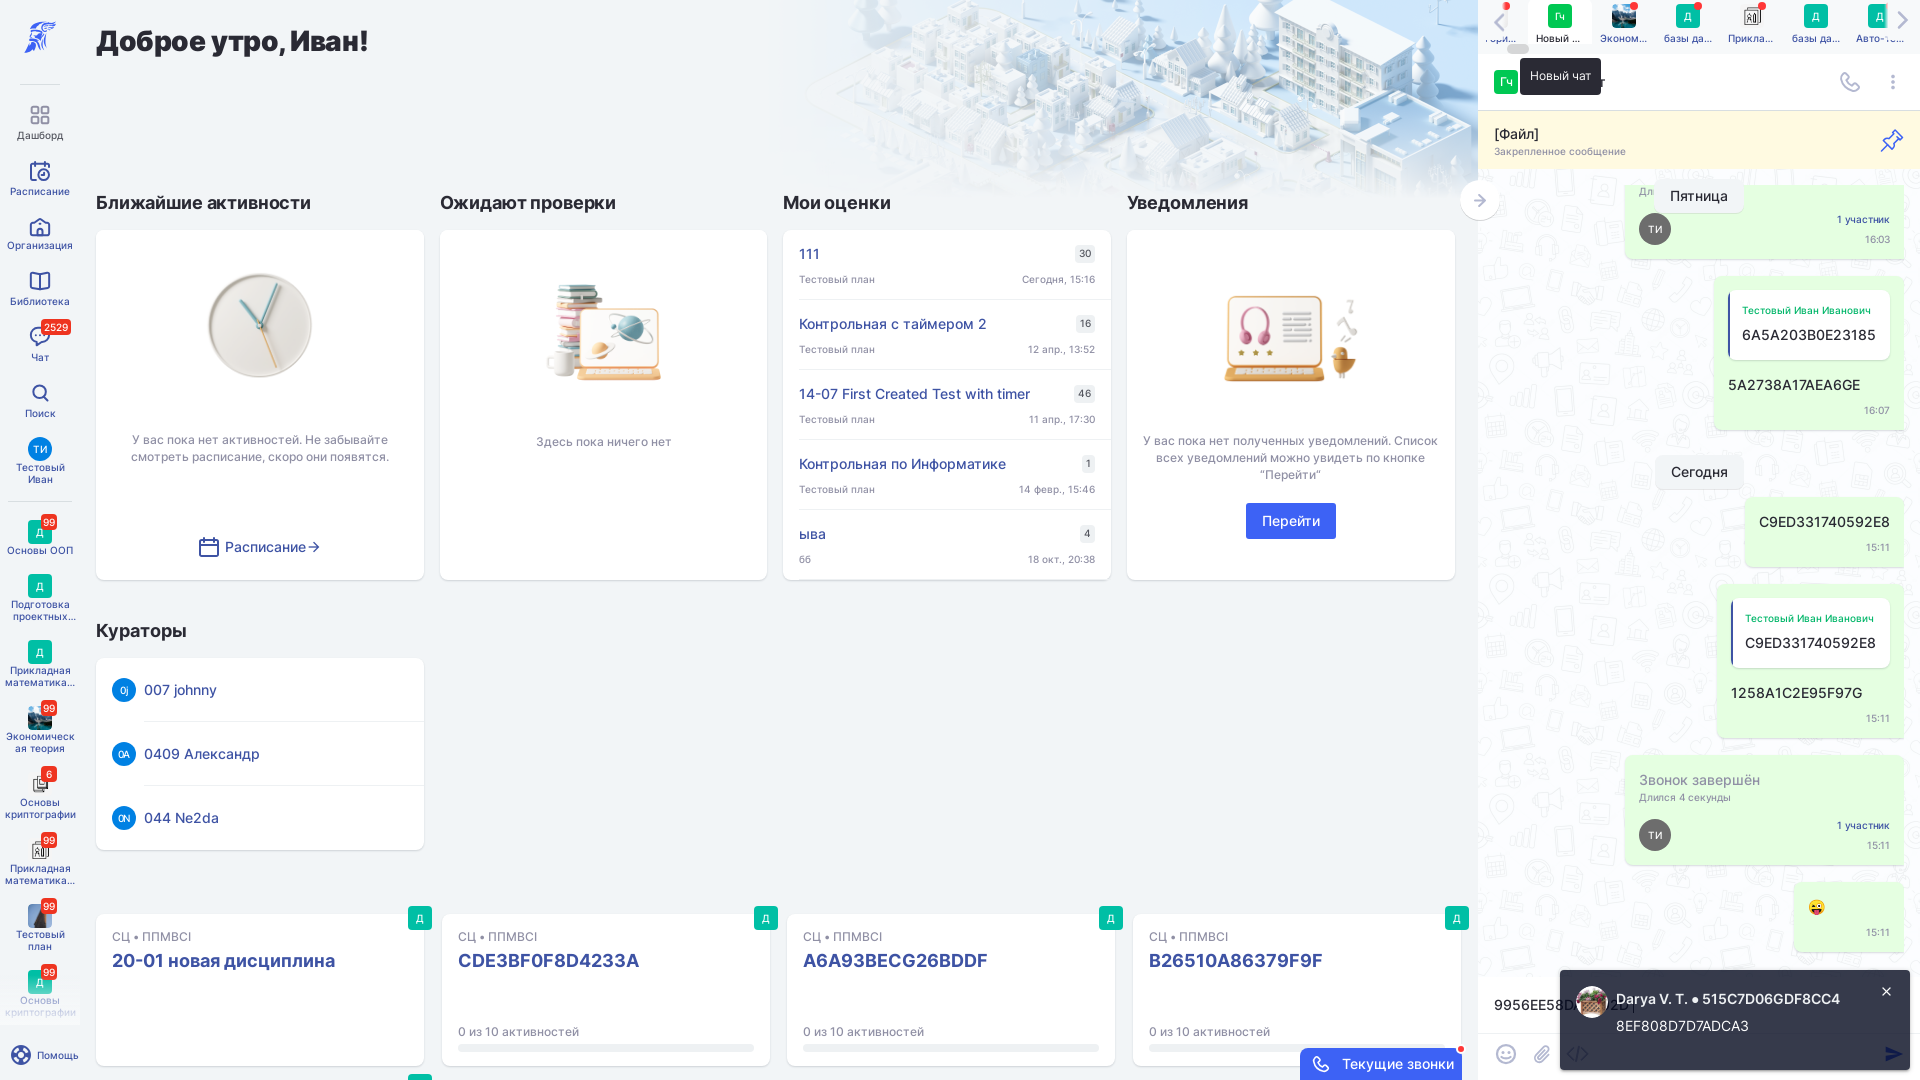 Дашборд
Расписание
Организация
Библиотека
2529
Чат
Поиск
ТИ
Тестовый
Иван
99
Д
Основы ООП
Д
Подготовка
проектных...
Д
Прикладная
математика...
99
Экономическ
ая теория
6
Основы
криптографии
99
Прикладная
математика...
99
Тестовый
план
99
Д
Основы
криптографии
Помощь
Доброе утро, Иван!
Ближайшие активности
У вас пока нет активностей. Не забывайте
смотреть расписание, скоро они появятся.
Расписание
Ожидают проверки
Здесь пока ничего нет
Мои оценки
111
30
Тестовый план
Сегодня, 15:16
Контрольная с таймером 2
16
Тестовый план
12 апр., 13:52
14-07 First Created Test with timer
46
Тестовый план
11 апр., 17:30
Контрольная по Информатике
1
Тестовый план
14 февр., 15:46
ыва
4
бб
18 окт., 20:38
Уведомления
У вас пока нет полученных уведомлений. Список
всех уведомлений можно увидеть по кнопке
“Перейти”
Перейти
Кураторы
0j
007 johnny
0А
0409 Александр
0N
044 Ne2da
Д
СЦ • ППМВСІ
20-01 новая дисциплина
Д
СЦ • ППМВСІ
CDE3BF0F8D4233A
0 из 10 активностей
Д
СЦ • ППМВСІ
A6A93BECG26BDDF
0 из 10 активностей
Д
СЦ • ППМВСІ
B26510A86379F9F
0 из 10 активностей
Текущие звонки
Гч
Новый ...
Эконом...
Д
базы да...
Прикла...
Д
базы да...
Д
Авто-те...
Гч
Новый чат
[Файл]
Закрепленное сообщение
Пятница
ТИ
1 участник
16:03
Тестовый Иван Иванович
6A5A203B0E23185
5A2738A17AEA6GE
16:07
Сегодня
C9ED331740592E8
15:11
Тестовый Иван Иванович
C9ED331740592E8
1258A1C2E95F97G
15:11
Звонок завершён
Длился 4 секунды
ТИ
1 участник
15:11
15:11
Darya V. T. • 515C7D06GDF8CC4
8EF808D7D7ADCA3